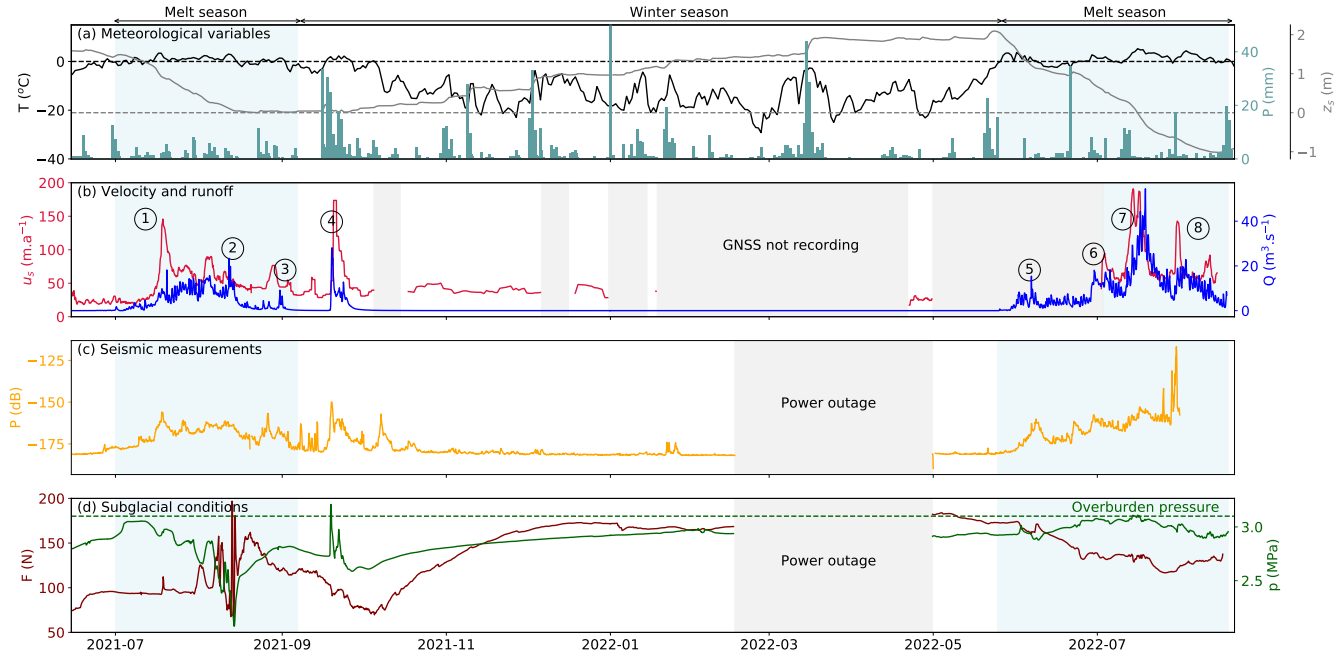 Melt season
Winter season
Melt season
(a) Meteorological variables
T (°C)
0
−20
−40
40
20
0
P (mm)
2
1
0
−1
z_s (m)
(b) Velocity and runoff
u_s (m.a⁻¹)
200
150
100
50
0
1
2
3
4
GNSS not recording
5
6
7
8
40
20
0
Q (m³.s⁻¹)
(c) Seismic measurements
P (dB)
−125
−150
−175
Power outage
(d) Subglacial conditions
Overburden pressure
F (N)
200
150
100
50
Power outage
3.0
2.5
p (MPa)
2021-07
2021-09
2021-11
2022-01
2022-03
2022-05
2022-07